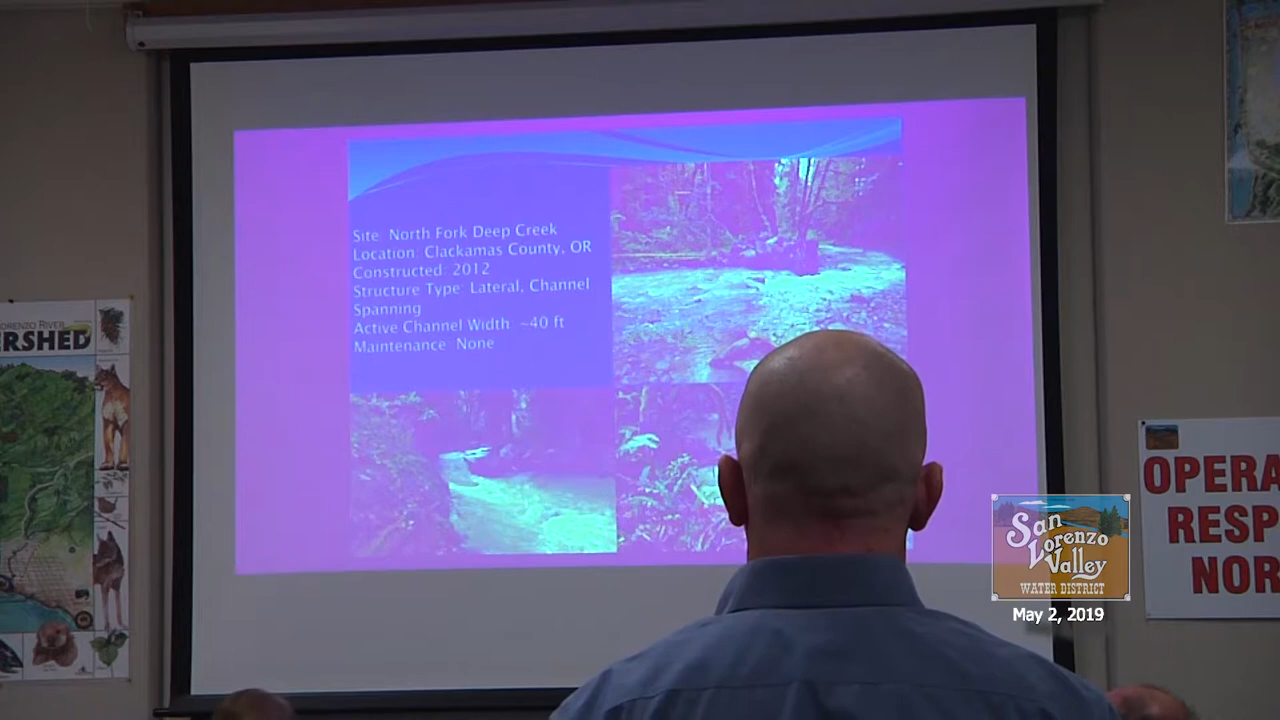 Site: North Fork Deep Creek
Location: Clackamas County, OR
Constructed: 2012
Structure Type: Lateral, Channel
Spanning
Active Channel Width: ~40 ft
Maintenance: None
ORENZO RIVER
ERSHED
OPERA
RESP
NOR
San
Lorenzo
Valley
WATER DISTRICT
May 2, 2019